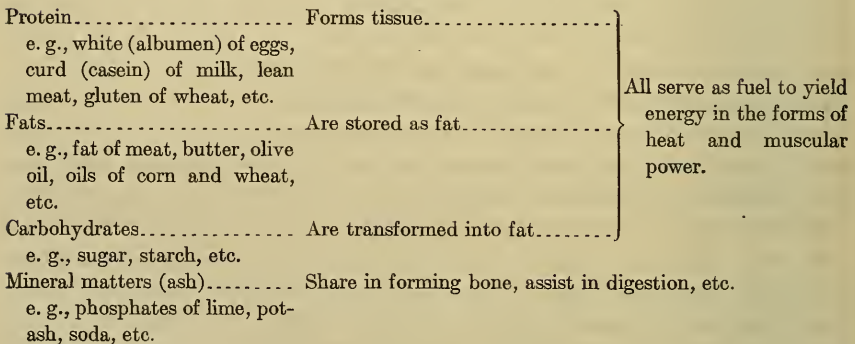 Protein...................... Forms tissue...................
e. g., white (albumen) of eggs,
curd (casein) of milk, lean
meat, gluten of wheat, etc.
Fats......................... Are stored as fat...............
e. g., fat of meat, butter, olive
oil, oils of corn and wheat,
etc.
Carbohydrates............... Are transformed into fat........
e. g., sugar, starch, etc.
All serve as fuel to yield
energy in the forms of
heat and muscular
power.
Mineral matters (ash)......... Share in forming bone, assist in digestion, etc.
e. g., phosphates of lime, pot-
ash, soda, etc.